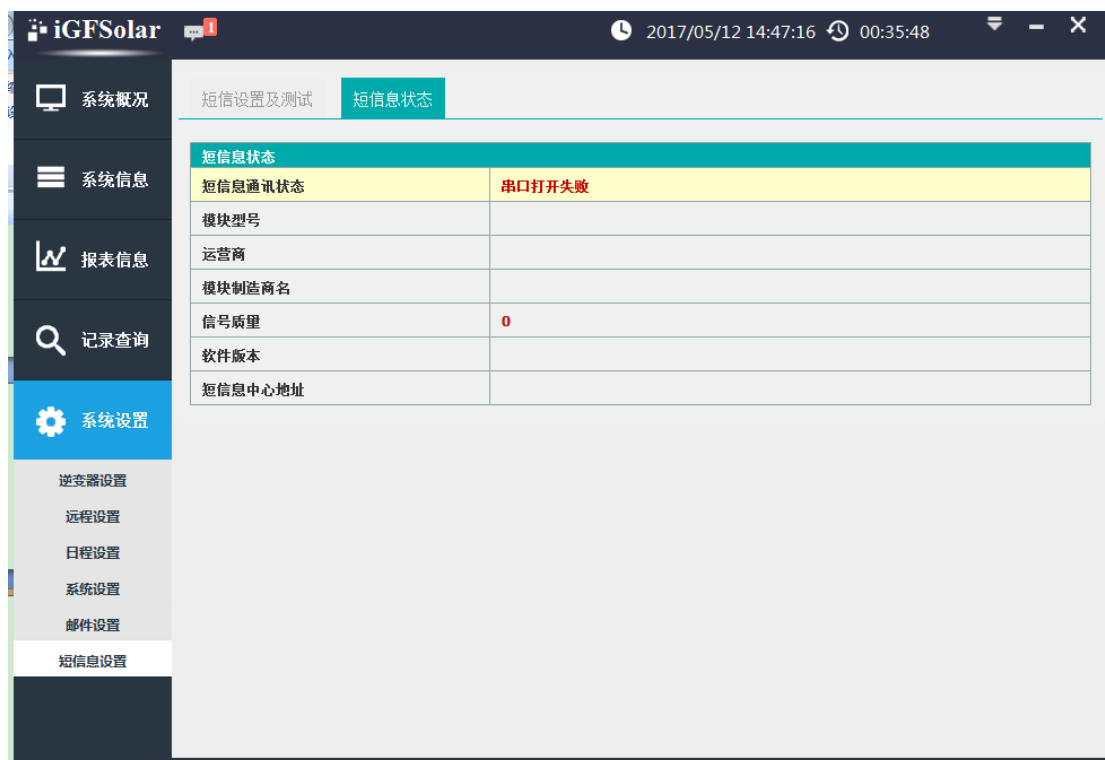 iGFSolar 1 2017/05/12 14:47:16 00:35:48
系统概况
系统信息
报表信息
记录查询
系统设置
逆变器设置
远程设置
日程设置
系统设置
邮件设置
短信息设置
短信设置及测试 短信息状态
短信息状态
短信息通讯状态 串口打开失败
模块型号
运营商
模块制造商名
信号质量 0
软件版本
短信息中心地址